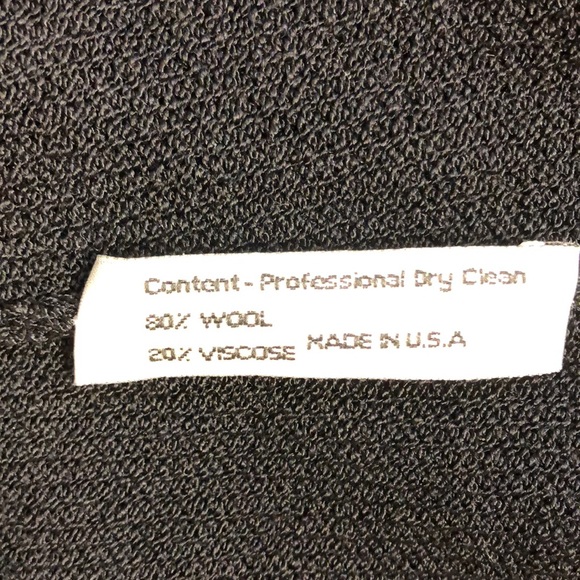 Content - Professional Dry Clean
80% WOOL
20% VISCOSE MADE IN U.S.A